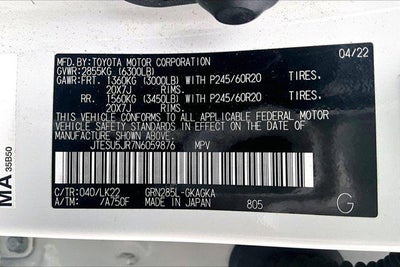 MFD.BY:TOYOTA MOTOR CORPORATION 04/22
GVWR:2855KG (6300LB)
GAWR:FRT. 1360KG (3000LB) WITH P245/60R20 TIRES,
20X7J RIMS.
RR. 1560KG (3450LB) WITH P245/60R20 TIRES,
20X7J RIMS.
THIS VEHICLE CONFORMS TO ALL APPLICABLE FEDERAL MOTOR
VEHICLE SAFETY STANDARDS IN EFFECT ON THE DATE OF
MANUFACTURE SHOWN ABOVE.
JTESU5JR7N6059876 MPV
C/TR:040/LK22 GRN285L-GKAGKA
A/TM: /A750F MADE IN JAPAN 805 G
MA
35B50